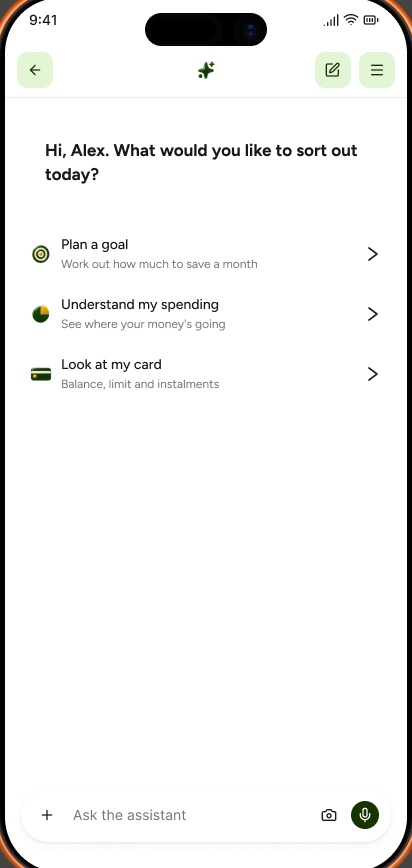 9:41
Hi, Alex. What would you like to sort out
today?
Plan a goal
Work out how much to save a month
Understand my spending
See where your money's going
Look at my card
Balance, limit and instalments
Ask the assistant